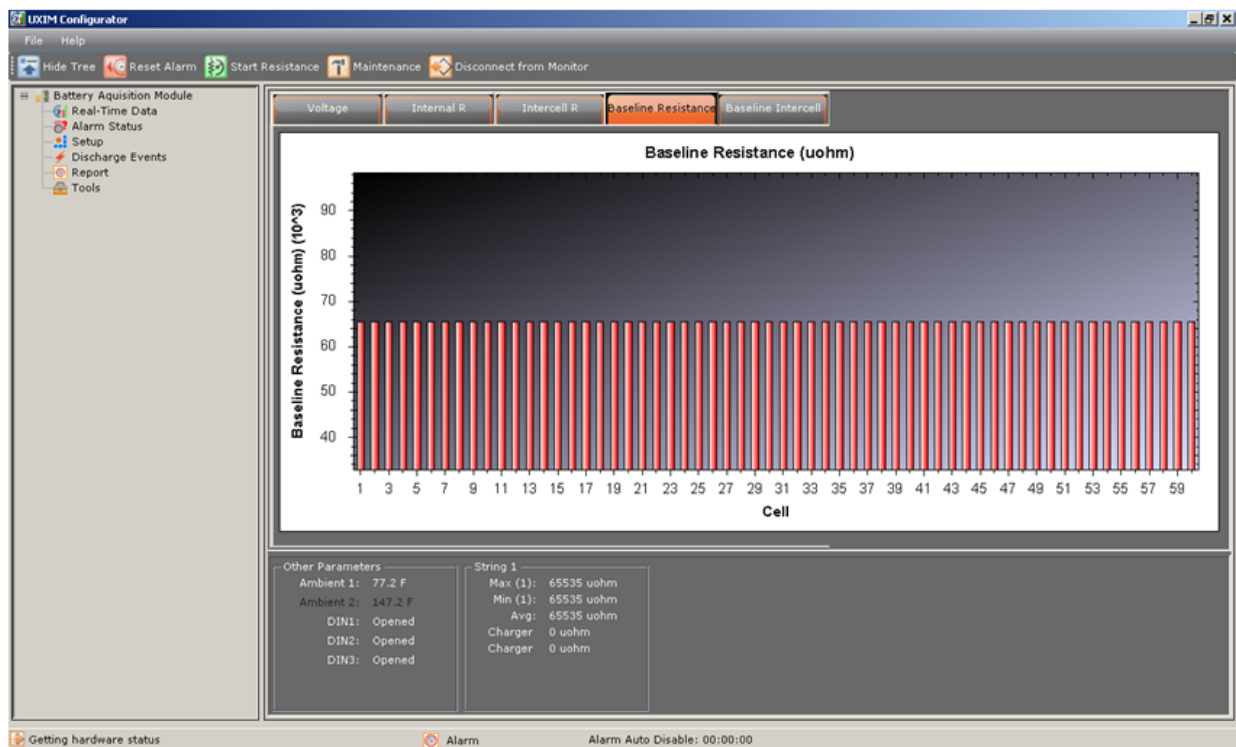 UXIM Configurator
File Help
Hide Tree Reset Alarm Start Resistance Maintenance Disconnect from Monitor
Battery Aquisition Module
Real-Time Data
Alarm Status
Setup
Discharge Events
Report
Tools
Voltage Internal R Intercell R Baseline Resistance Baseline Intercell
Baseline Resistance (uohm)
Baseline Resistance (uohm) (10^3)
90
80
70
60
50
40
1 3 5 7 9 11 13 15 17 19 21 23 25 27 29 31 33 35 37 39 41 43 45 47 49 51 53 55 57 59
Cell
Other Parameters
Ambient 1: 77.2 F
Ambient 2: 147.2 F
DIN1: Opened
DIN2: Opened
DIN3: Opened
String 1
Max (1): 65535 uohm
Min (1): 65535 uohm
Avg: 65535 uohm
Charger 0 uohm
Charger 0 uohm
Getting hardware status Alarm Alarm Auto Disable: 00:00:00